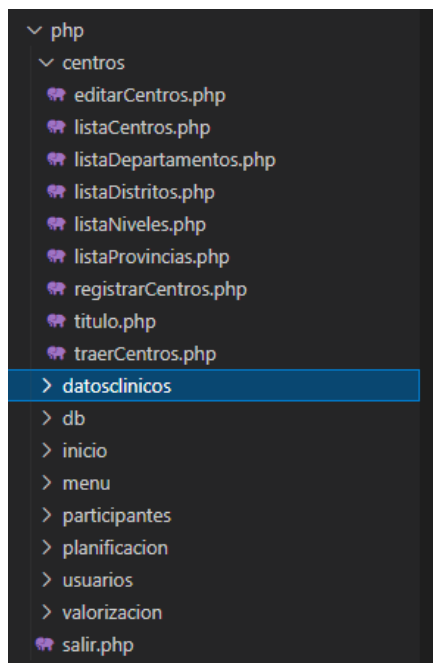 php
centros
editarCentros.php
listaCentros.php
listaDepartamentos.php
listaDistritos.php
listaNiveles.php
listaProvincias.php
registrarCentros.php
titulo.php
traerCentros.php
datosclinicos
db
inicio
menu
participantes
planificacion
usuarios
valorizacion
salir.php